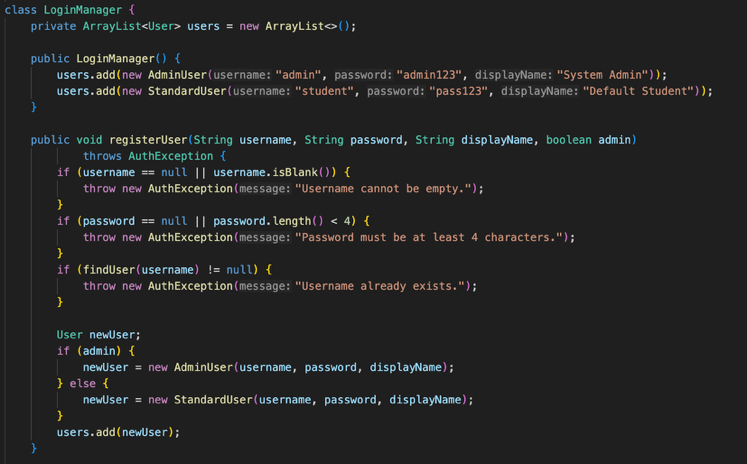 class LoginManager {
    private ArrayList<User> users = new ArrayList<>();

    public LoginManager() {
        users.add(new AdminUser(username: "admin", password: "admin123", displayName: "System Admin"));
        users.add(new StandardUser(username: "student", password: "pass123", displayName: "Default Student"));
    }

    public void registerUser(String username, String password, String displayName, boolean admin)
            throws AuthException {
        if (username == null || username.isBlank()) {
            throw new AuthException(message: "Username cannot be empty.");
        }
        if (password == null || password.length() < 4) {
            throw new AuthException(message: "Password must be at least 4 characters.");
        }
        if (findUser(username) != null) {
            throw new AuthException(message: "Username already exists.");
        }

        User newUser;
        if (admin) {
            newUser = new AdminUser(username, password, displayName);
        } else {
            newUser = new StandardUser(username, password, displayName);
        }
        users.add(newUser);
    }